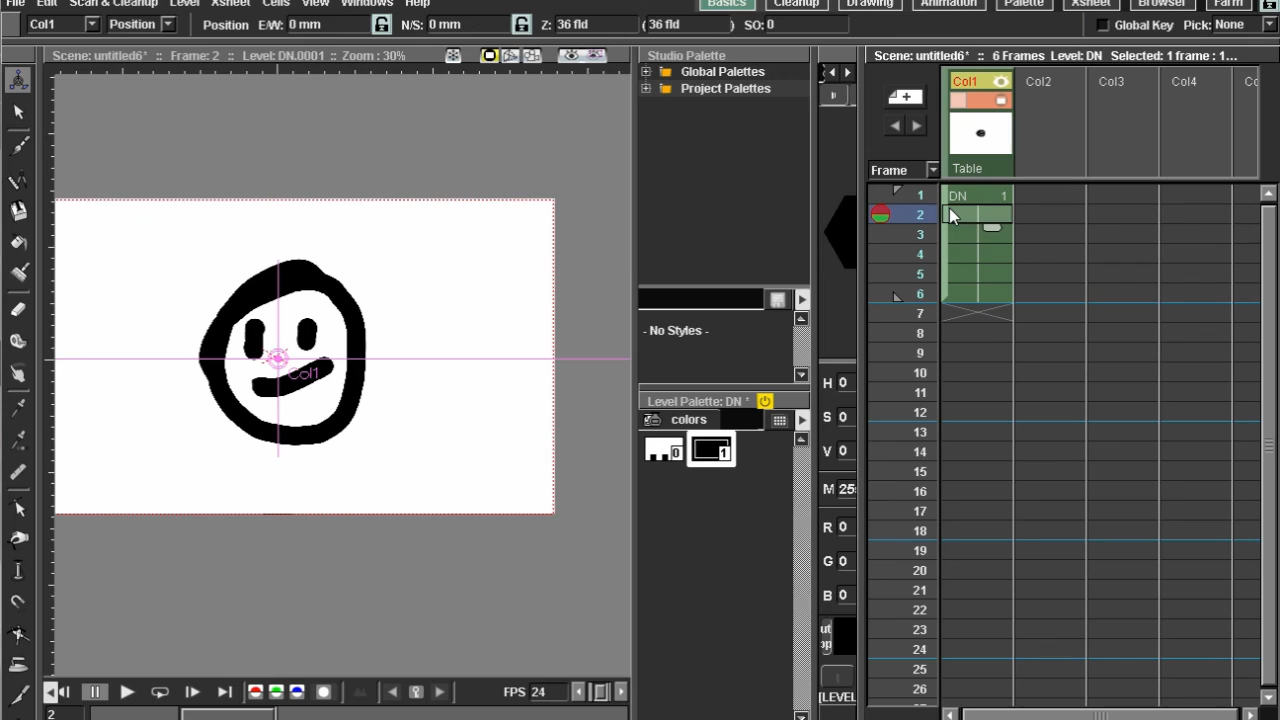 File Edit Scan & Cleanup Level Xsheet Cells View Windows Help
Basics Cleanup Drawing Animation Palette Xsheet Browser Farm
Col1 Position Position E/W: 0 mm N/S: 0 mm Z: 36 fld (36 fld SO: 0 Global Key Pick: None
Scene: untitled6* :: Frame: 2 :: Level: DN.0001 :: Zoom : 30%
Studio Palette
Scene: untitled6* :: 6 Frames Level: DN Selected: 1 frame : 1...
Global Palettes
Project Palettes
Col1 Col2 Col3 Col4
Frame Table
1 DN 1
2
3
4
5
6
7
8
9
10
11
12
13
14
15
16
17
18
19
20
21
22
23
24
25
26
- No Styles -
Col1
Level Palette: DN *
colors
0 1
H 0
S 0
V 0
M 25
R 0
G 0
B 0
[LEVEL
FPS 24
2